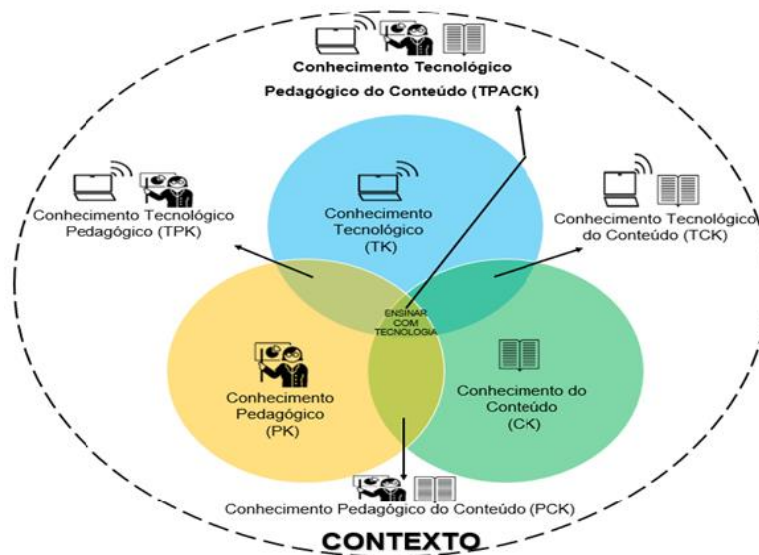 Conhecimento Tecnológico
Pedagógico do Conteúdo (TPACK)
Conhecimento Tecnológico
Pedagógico (TPK)
Conhecimento
Tecnológico
(TK)
Conhecimento Tecnológico
do Conteúdo (TCK)
ENSINAR
COM
TECNOLOGIA
Conhecimento
Pedagógico
(PK)
Conhecimento do
Conteúdo
(CK)
Conhecimento Pedagógico do Conteúdo (PCK)
CONTEXTO